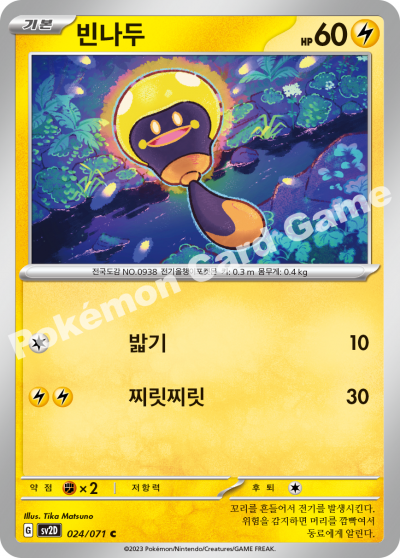 기본 빈나두 HP 60
전국도감 NO.0938 전기올챙이포켓몬 키: 0.3 m 몸무게: 0.4 kg
밟기 10
찌릿찌릿 30
약점 ×2 저항력 후퇴
Illus. Tika Matsuno
G SV2D 024/071 C
꼬리를 흔들어서 전기를 발생시킨다.
위험을 감지하면 머리를 깜빡여서
동료에게 알린다.
©2023 Pokémon/Nintendo/Creatures/GAME FREAK.
Pokémon Card Game